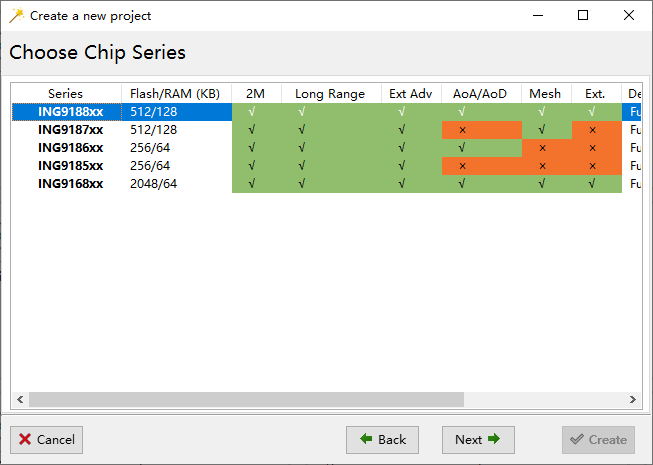 Create a new project
Choose Chip Series
Series Flash/RAM (KB) 2M Long Range Ext Adv AoA/AoD Mesh Ext. De
ING9188xx 512/128 √ √ √ √ √ √ Fu
ING9187xx 512/128 √ √ √ × √ × Fu
ING9186xx 256/64 √ √ √ √ × × Fu
ING9185xx 256/64 √ √ √ × × × Fu
ING9168xx 2048/64 √ √ √ √ √ √ Fu
Cancel Back Next Create